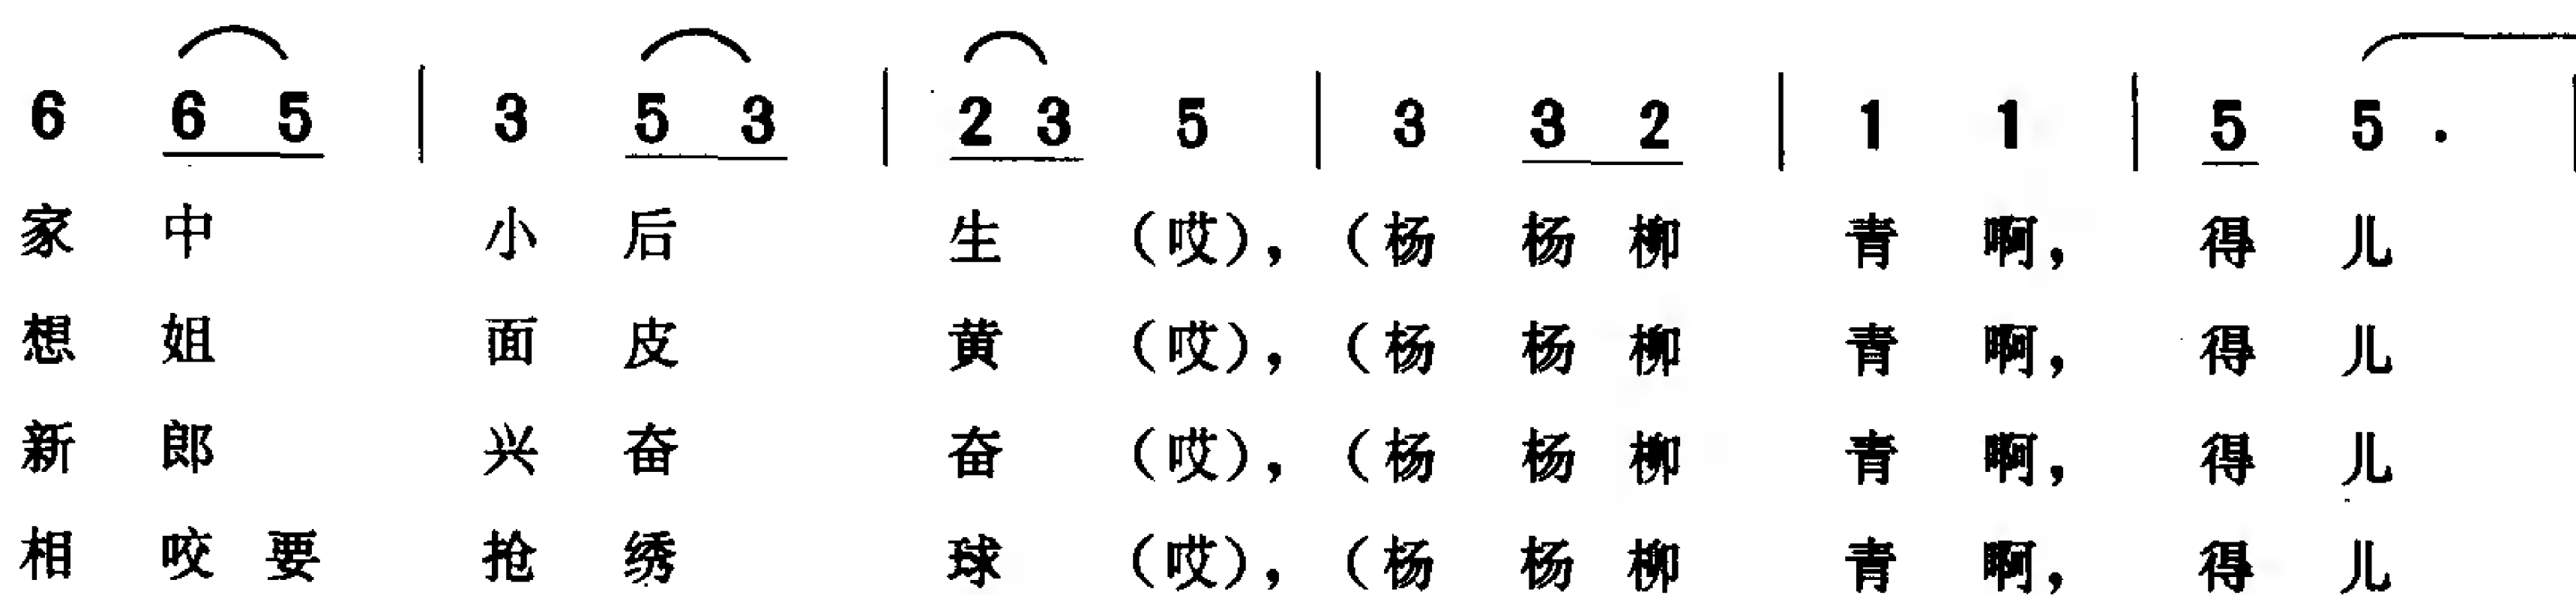 6 6 5 | 3 5 3 | 2 3 5 | 3 3 2 | 1 1 | 5 5 . |
家 中 小 后 生 (哎), (杨 杨 柳 青 啊, 得 儿
想 姐 面 皮 黄 (哎), (杨 杨 柳 青 啊, 得 儿
新 郎 兴 奋 奋 (哎), (杨 杨 柳 青 啊, 得 儿
相 咬 要 抢 绣 球 (哎), (杨 杨 柳 青 啊, 得 儿